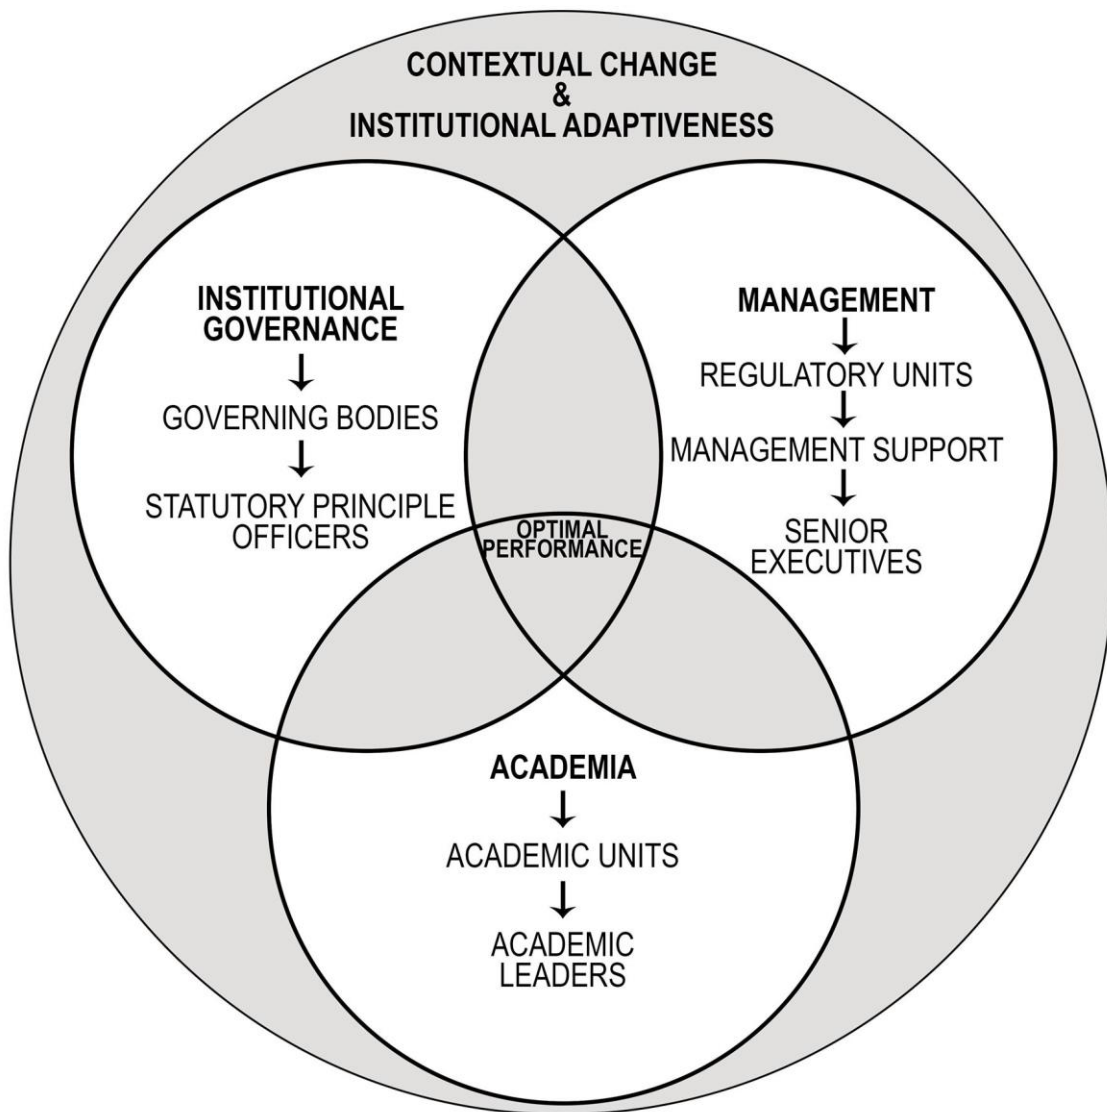 CONTEXTUAL CHANGE
&
INSTITUTIONAL ADAPTIVENESS
INSTITUTIONAL
GOVERNANCE
GOVERNING BODIES
STATUTORY PRINCIPLE
OFFICERS
MANAGEMENT
REGULATORY UNITS
MANAGEMENT SUPPORT
SENIOR
EXECUTIVES
OPTIMAL
PERFORMANCE
ACADEMIA
ACADEMIC UNITS
ACADEMIC
LEADERS